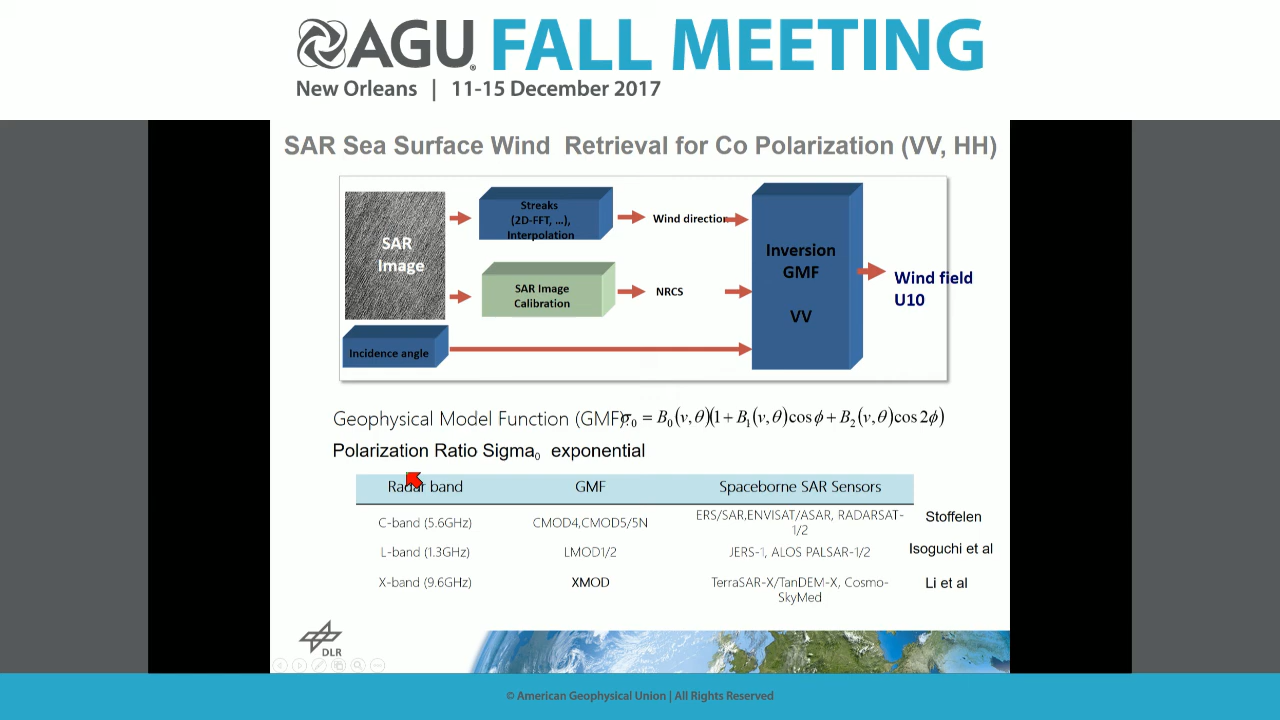 AGU FALL MEETING
New Orleans | 11-15 December 2017
SAR Sea Surface Wind Retrieval for Co Polarization (VV, HH)
SAR
Image
Streaks
(2D-FFT, …),
Interpolation
Wind direction
SAR Image
Calibration
NRCS
Incidence angle
Inversion
GMF
VV
Wind field
U10
Geophysical Model Function (GMF): σ₀ = B₀(v,θ)(1+B₁(v,θ)cosϕ+B₂(v,θ)cos2ϕ)
Polarization Ratio Sigma₀ exponential
Radar band GMF Spaceborne SAR Sensors
C-band (5.6GHz) CMOD4,CMOD5/5N ERS/SAR,ENVISAT/ASAR, RADARSAT-
1/2
Stoffelen
L-band (1.3GHz) LMOD1/2 JERS-1, ALOS PALSAR-1/2 Isoguchi et al
X-band (9.6GHz) XMOD TerraSAR-X/TanDEM-X, Cosmo-
SkyMed
Li et al
DLR
© American Geophysical Union | All Rights Reserved